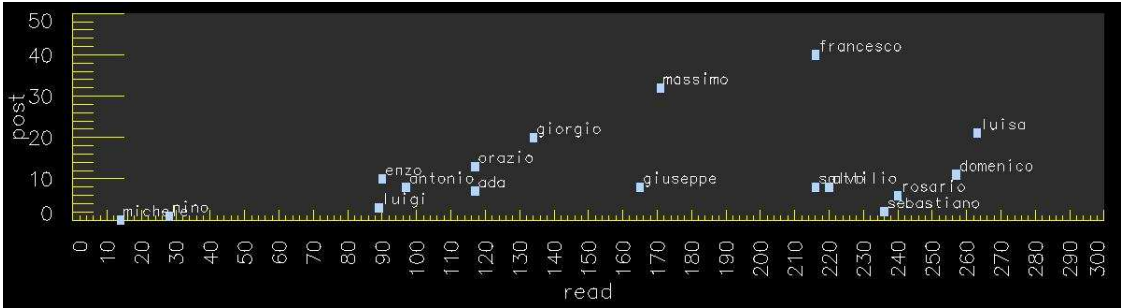 50
francesco
40
massimo
30
post
luisa
giorgio
20
orazio
domenico
enzo
antonio
ada
giuseppe
10
rosario
luigi
sebastiano
nino
0
0 10 20 30 40 50 60 70 80 90 100 110 120 130 140 150 160 170 180 190 200 210 220 230 240 250 260 270 280 290 300
read